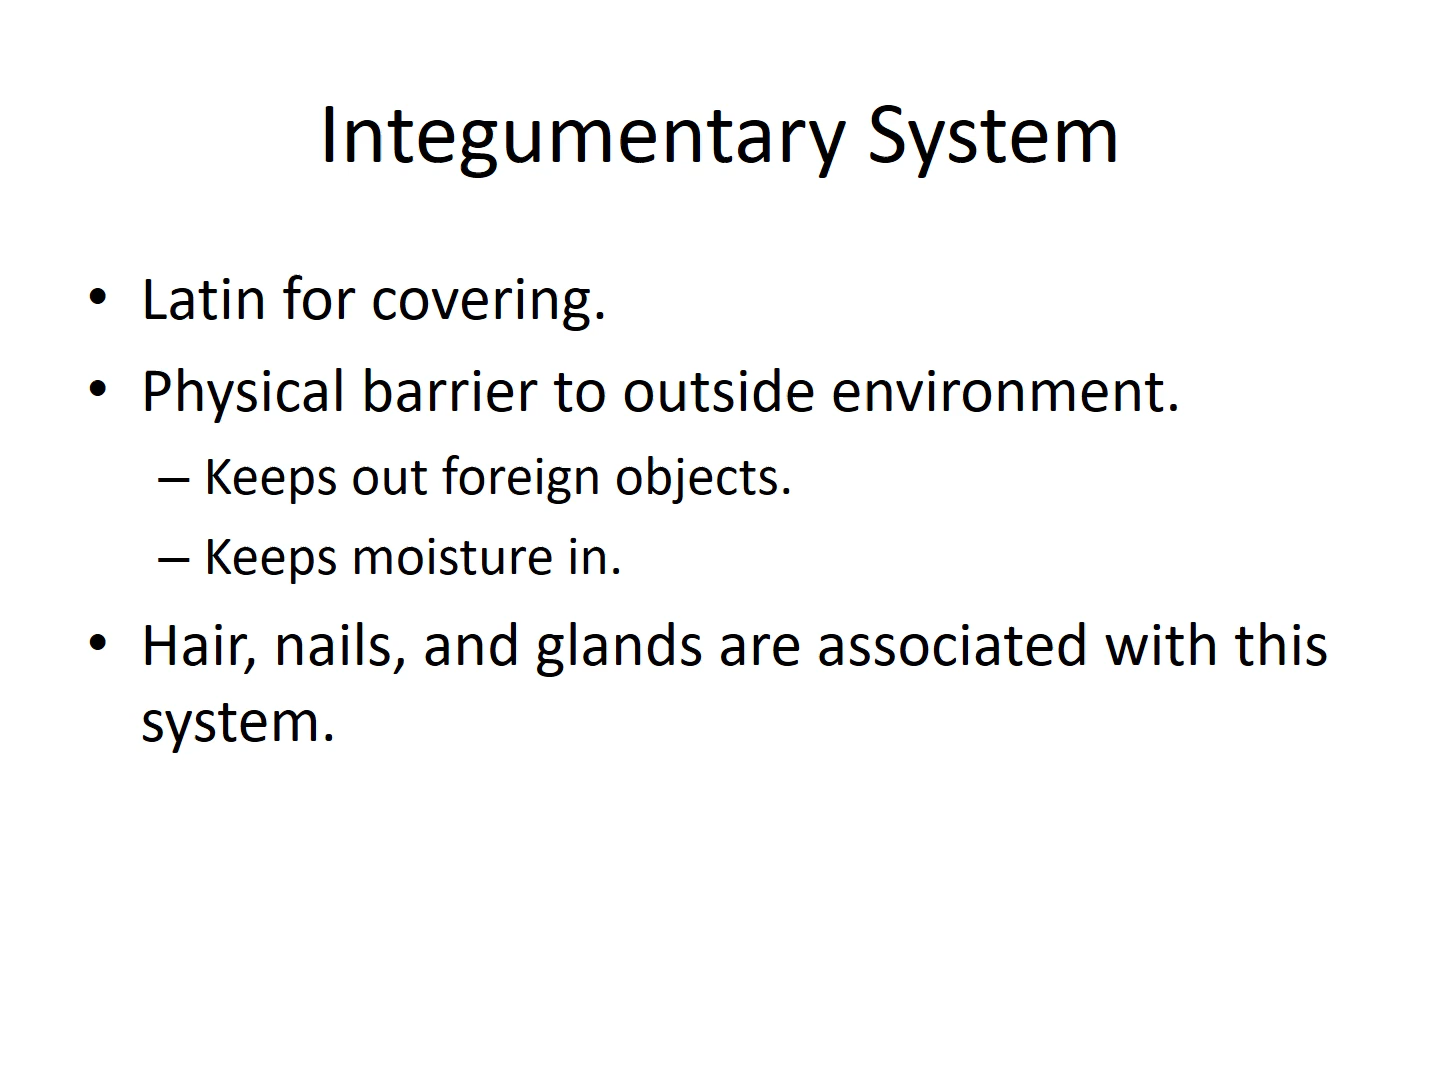 Integumentary System
• Latin for covering.
• Physical barrier to outside environment.
– Keeps out foreign objects.
– Keeps moisture in.
• Hair, nails, and glands are associated with this
system.